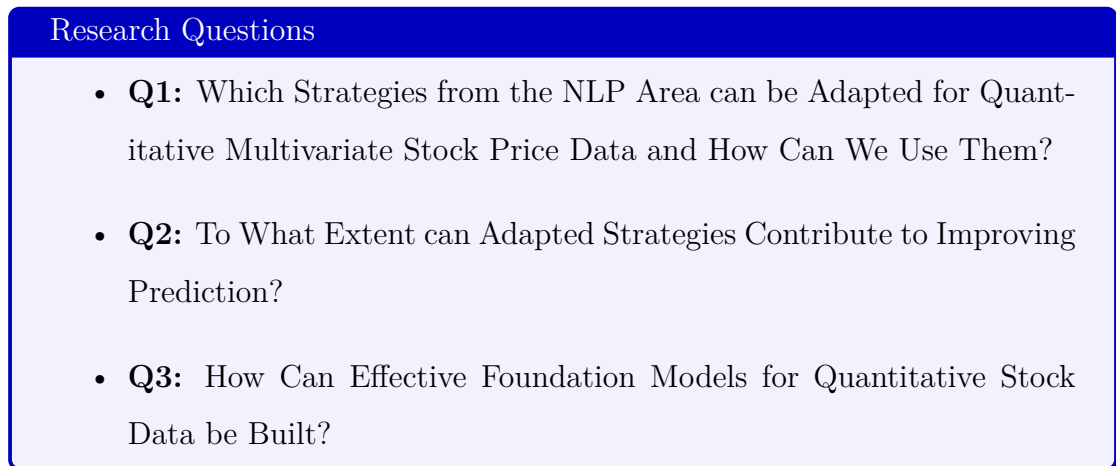 Research Questions
• Q1: Which Strategies from the NLP Area can be Adapted for Quant-
itative Multivariate Stock Price Data and How Can We Use Them?
• Q2: To What Extent can Adapted Strategies Contribute to Improving
Prediction?
• Q3: How Can Effective Foundation Models for Quantitative Stock
Data be Built?